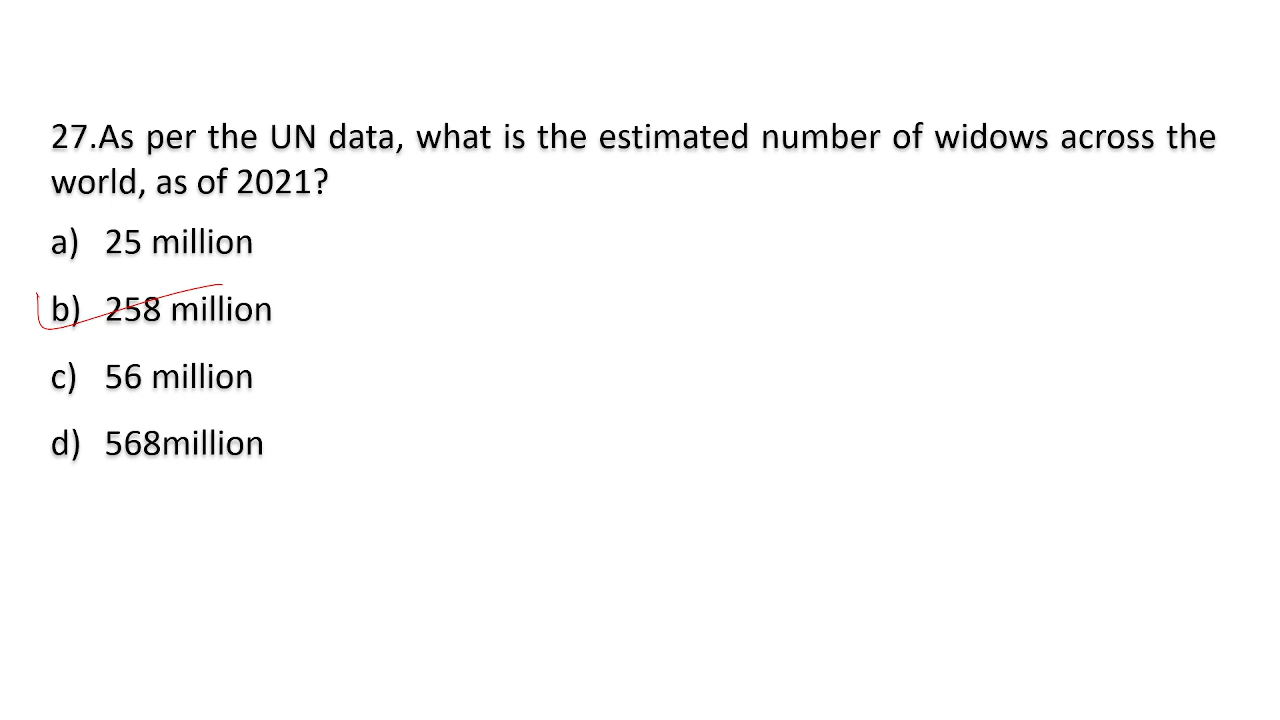 27.As per the UN data, what is the estimated number of widows across the
world, as of 2021?
a) 25 million
b) 258 million
c) 56 million
d) 568million